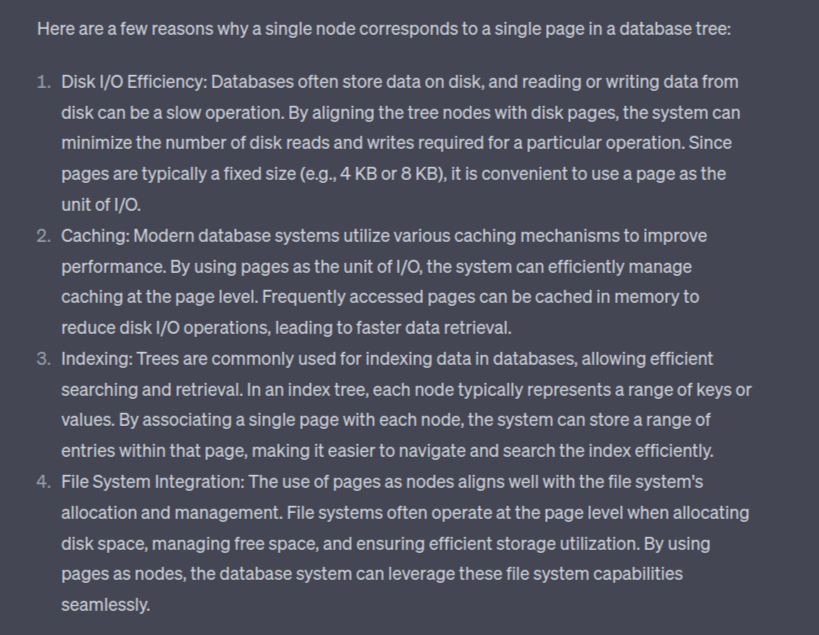 Here are a few reasons why a single node corresponds to a single page in a database tree:
1. Disk I/O Efficiency: Databases often store data on disk, and reading or writing data from
disk can be a slow operation. By aligning the tree nodes with disk pages, the system can
minimize the number of disk reads and writes required for a particular operation. Since
pages are typically a fixed size (e.g., 4 KB or 8 KB), it is convenient to use a page as the
unit of I/O.
2. Caching: Modern database systems utilize various caching mechanisms to improve
performance. By using pages as the unit of I/O, the system can efficiently manage
caching at the page level. Frequently accessed pages can be cached in memory to
reduce disk I/O operations, leading to faster data retrieval.
3. Indexing: Trees are commonly used for indexing data in databases, allowing efficient
searching and retrieval. In an index tree, each node typically represents a range of keys or
values. By associating a single page with each node, the system can store a range of
entries within that page, making it easier to navigate and search the index efficiently.
4. File System Integration: The use of pages as nodes aligns well with the file system's
allocation and management. File systems often operate at the page level when allocating
disk space, managing free space, and ensuring efficient storage utilization. By using
pages as nodes, the database system can leverage these file system capabilities
seamlessly.